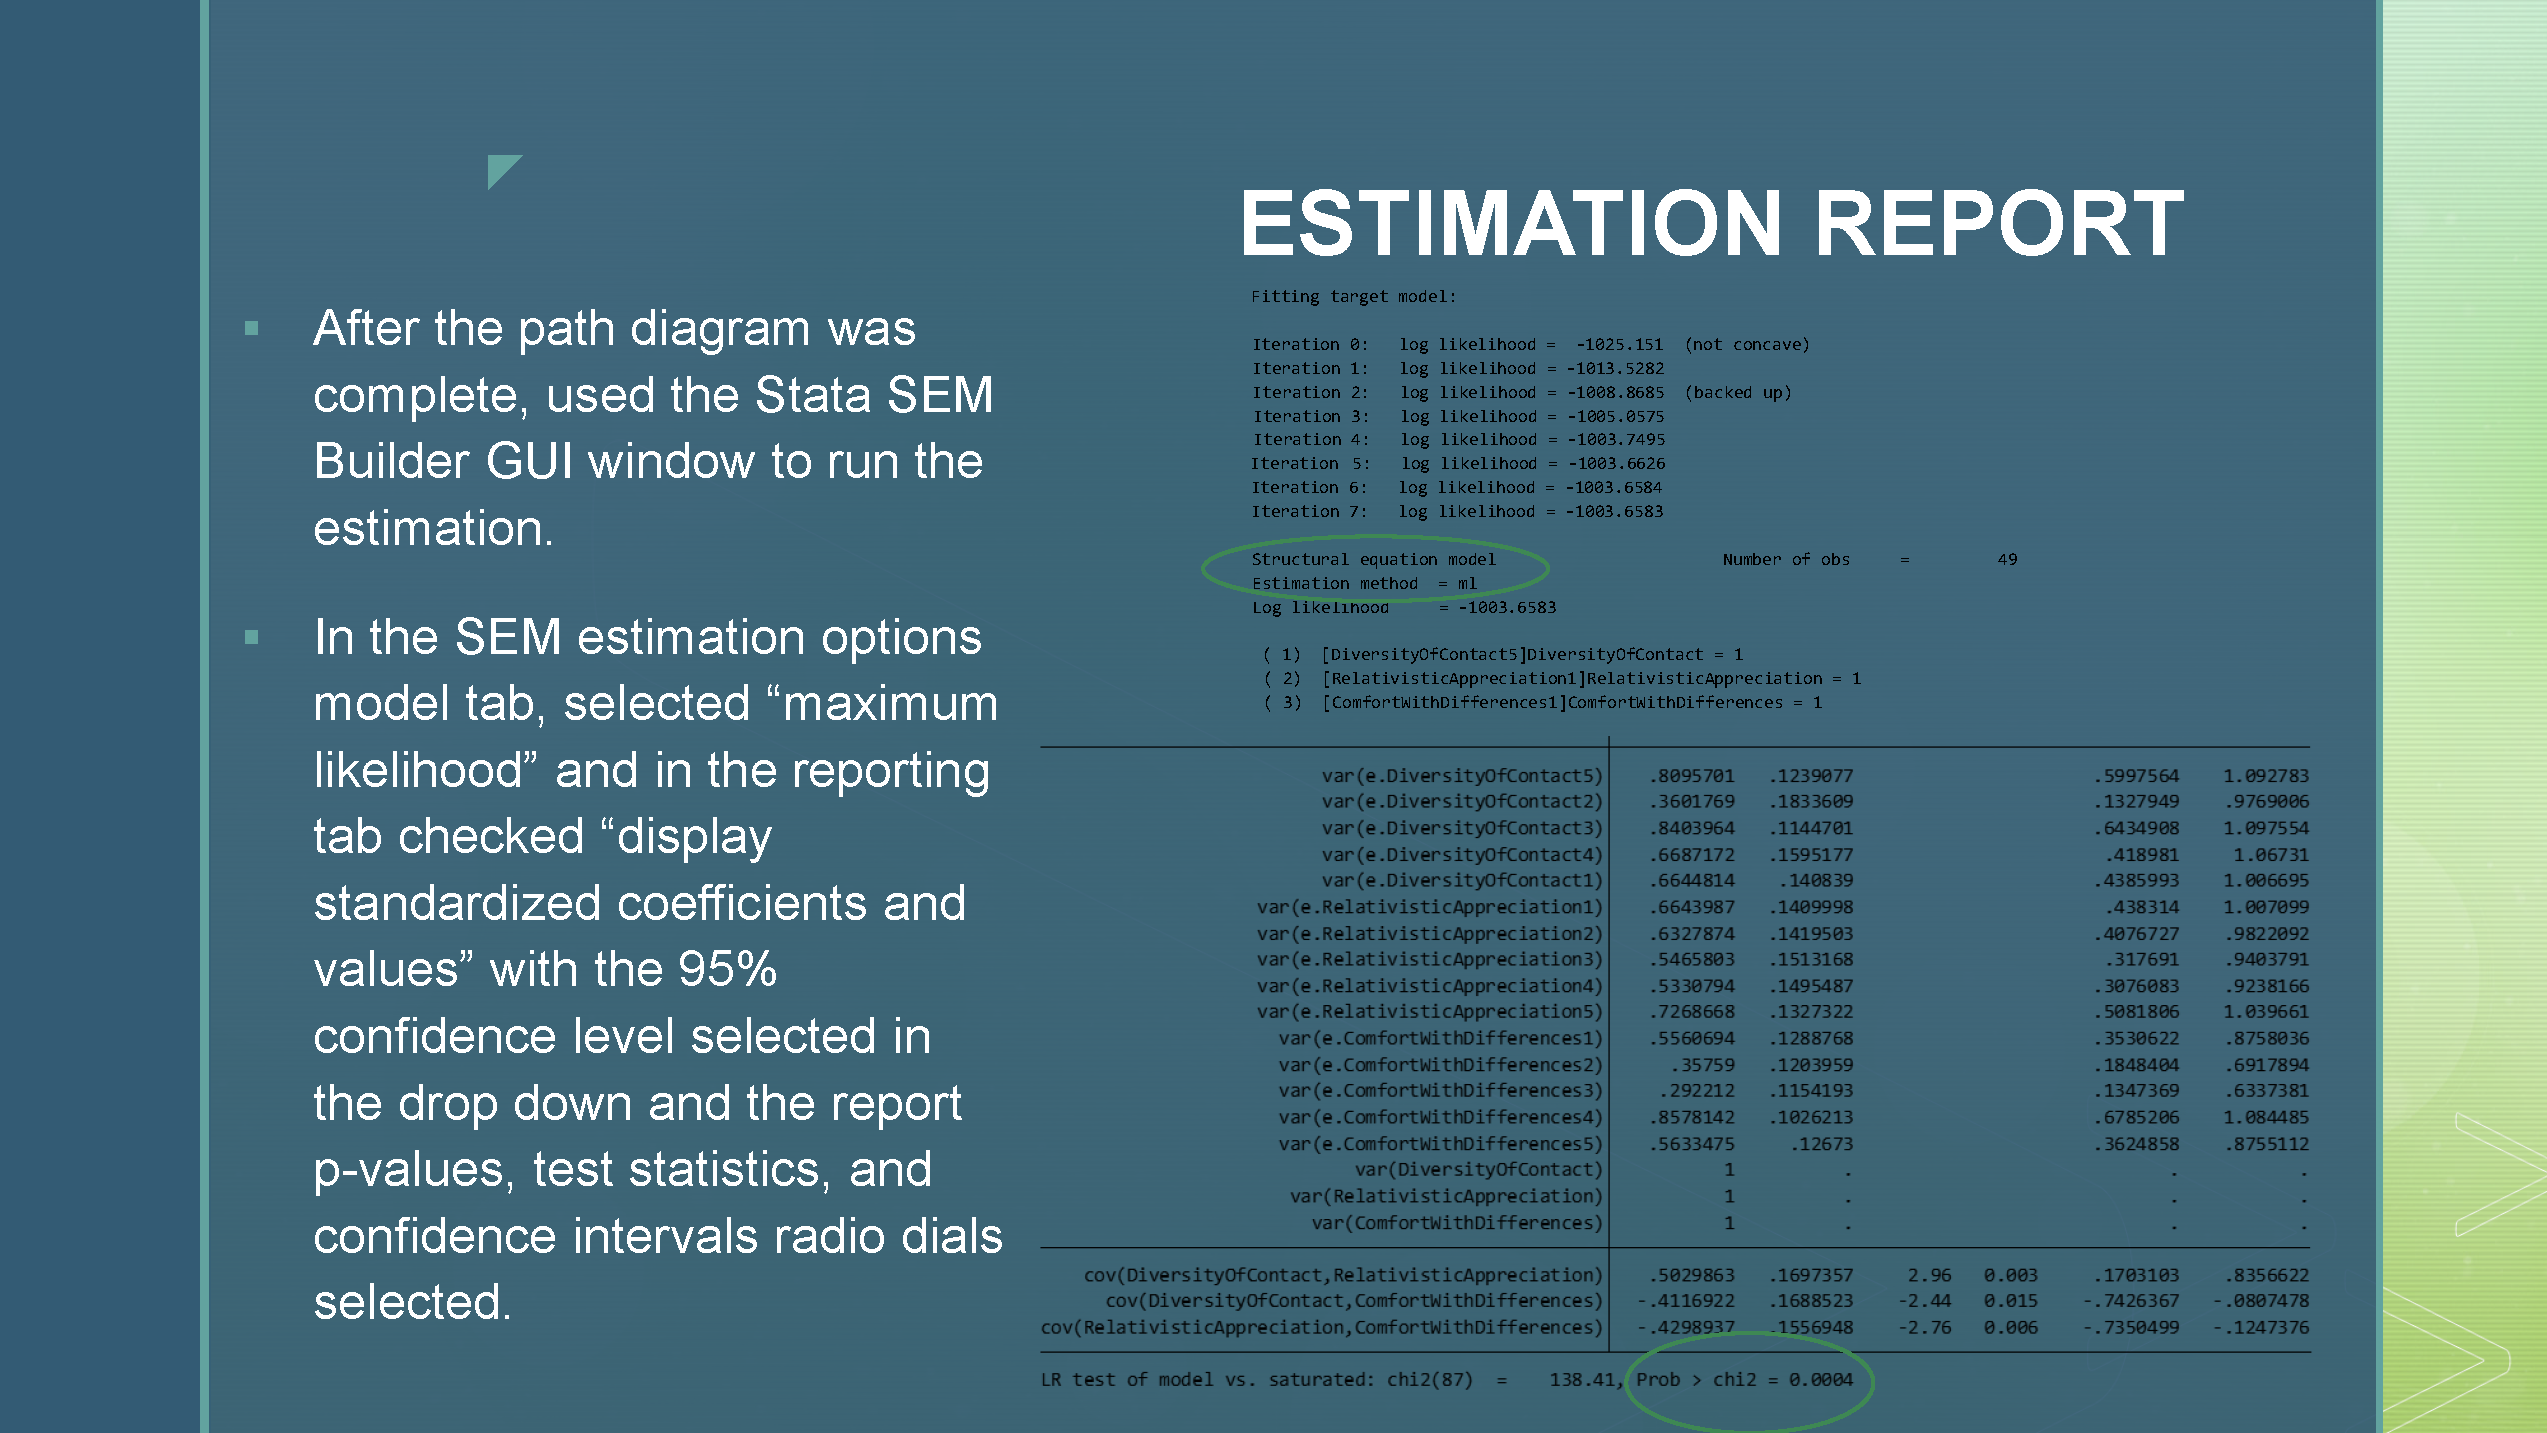 ESTIMATION REPORT
▪ After the path diagram was
complete, used the Stata SEM
Builder GUI window to run the
estimation.
▪ In the SEM estimation options
model tab, selected “maximum
likelihood” and in the reporting
tab checked “display
standardized coefficients and
values” with the 95%
confidence level selected in
the drop down and the report
p-values, test statistics, and
confidence intervals radio dials
selected.
Fitting target model:
Iteration 0: log likelihood = -1025.151 (not concave)
Iteration 1: log likelihood = -1013.5282
Iteration 2: log likelihood = -1008.8685 (backed up)
Iteration 3: log likelihood = -1005.0575
Iteration 4: log likelihood = -1003.7495
Iteration 5: log likelihood = -1003.6626
Iteration 6: log likelihood = -1003.6584
Iteration 7: log likelihood = -1003.6583
Structural equation model Number of obs = 49
Estimation method = ml
Log likelihood = -1003.6583
( 1) [DiversityOfContact5]DiversityOfContact = 1
( 2) [RelativisticAppreciation1]RelativisticAppreciation = 1
( 3) [ComfortWithDifferences1]ComfortWithDifferences = 1
var(e.DiversityOfContact5) .8095701 .1239077 .5997564 1.092783
var(e.DiversityOfContact2) .3601769 .1833609 .1327949 .9769006
var(e.DiversityOfContact3) .8403964 .1144701 .6434908 1.097554
var(e.DiversityOfContact4) .6687172 .1595177 .418981 1.06731
var(e.DiversityOfContact1) .6644814 .140839 .4385993 1.006695
var(e.RelativisticAppreciation1) .6643987 .1409998 .438314 1.007099
var(e.RelativisticAppreciation2) .6327874 .1419503 .4076727 .9822092
var(e.RelativisticAppreciation3) .5465803 .1513168 .317691 .9403791
var(e.RelativisticAppreciation4) .5330794 .1495487 .3076083 .9238166
var(e.RelativisticAppreciation5) .7268668 .1327322 .5081806 1.039661
var(e.ComfortWithDifferences1) .5560694 .1288768 .3530622 .8758036
var(e.ComfortWithDifferences2) .35759 .1203959 .1848404 .6917894
var(e.ComfortWithDifferences3) .292212 .1154193 .1347369 .6337381
var(e.ComfortWithDifferences4) .8578142 .1026213 .6785206 1.084485
var(e.ComfortWithDifferences5) .5633475 .12673 .3624858 .8755112
var(DiversityOfContact) 1 . . .
var(RelativisticAppreciation) 1 . . .
var(ComfortWithDifferences) 1 . . .
cov(DiversityOfContact,RelativisticAppreciation) .5029863 .1697357 2.96 0.003 .1703103 .8356622
cov(DiversityOfContact,ComfortWithDifferences) -.4116922 .1688523 -2.44 0.015 -.7426367 -.0807478
cov(RelativisticAppreciation,ComfortWithDifferences) -.4298937 .1556948 -2.76 0.006 -.7350499 -.1247376
LR test of model vs. saturated: chi2(87) = 138.41, Prob > chi2 = 0.0004